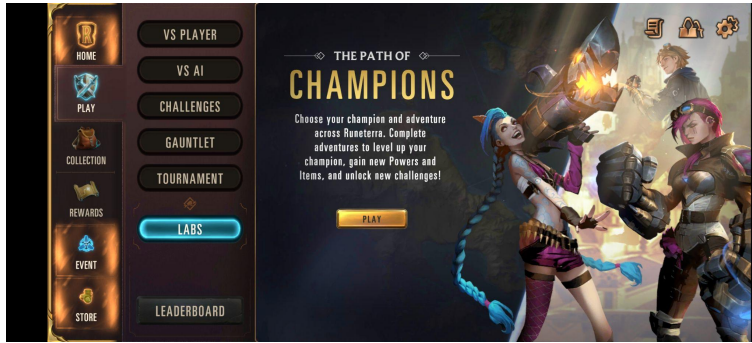 HOME
PLAY
COLLECTION
REWARDS
EVENT
STORE
VS PLAYER
VS AI
CHALLENGES
GAUNTLET
TOURNAMENT
LABS
LEADERBOARD
THE PATH OF
CHAMPIONS
Choose your champion and adventure
across Runeterra. Complete
adventures to level up your
champion, gain new Powers and
Items, and unlock new challenges!
PLAY